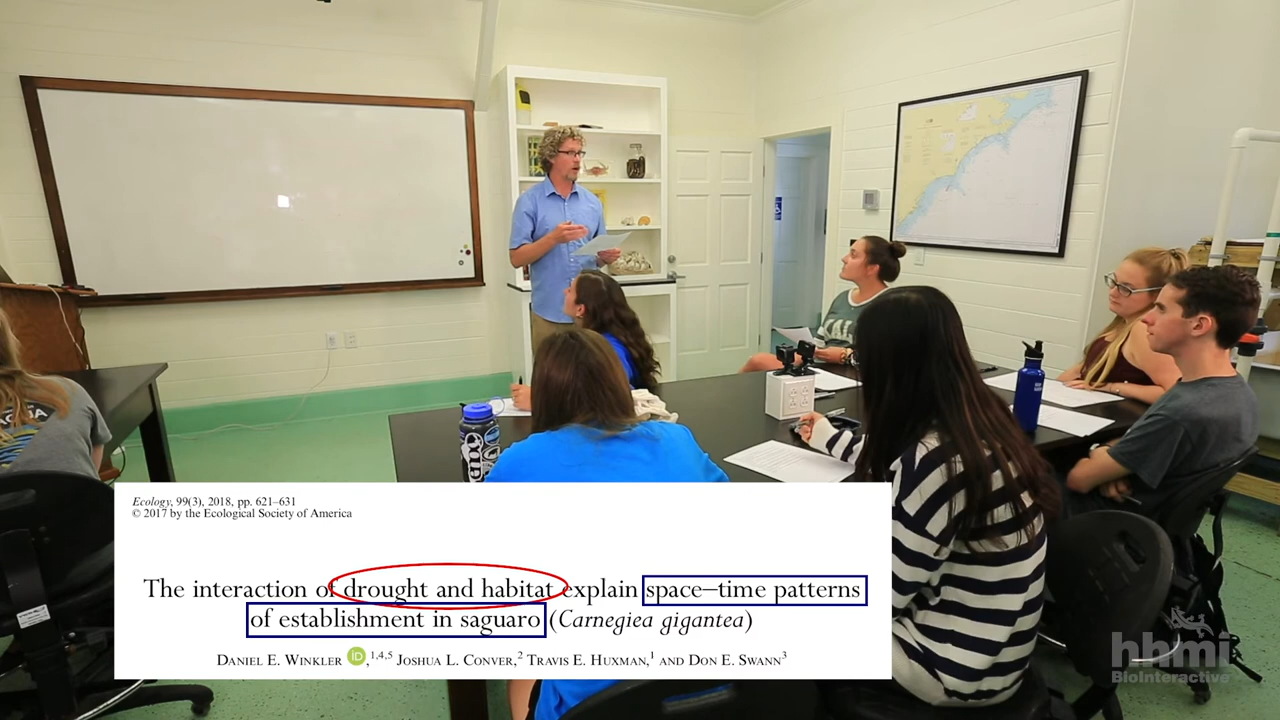 Ecology, 99(3), 2018, pp. 621–631
© 2017 by the Ecological Society of America
The interaction of drought and habitat explain space–time patterns
of establishment in saguaro (Carnegiea gigantea)
Daniel E. Winkler iD,1,4,5 Joshua L. Conver,2 Travis E. Huxman,1 and Don E. Swann3
hhmi
BioInteractive